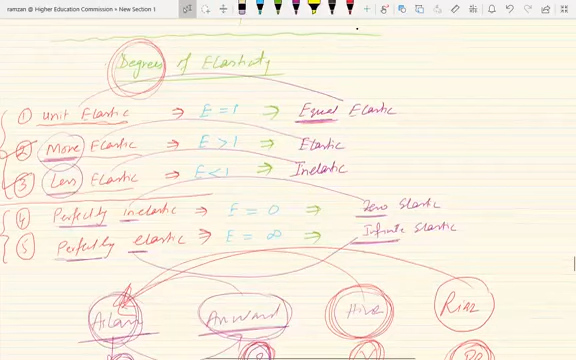 ramzan @ Higher Education Commission » New Section 1
Degrees of Elasticity
① Unit Elastic ⇒ E = 1 ⇒ Equal Elastic
② More Elastic ⇒ E > 1 ⇒ Elastic
③ Less Elastic ⇒ E < 1 ⇒ Inelastic
④ Perfectly inelastic ⇒ E = 0 ⇒ Zero Elastic
⑤ Perfectly elastic ⇒ E = ∞ ⇒ Infinite Elastic
Aslam Anward Riaz